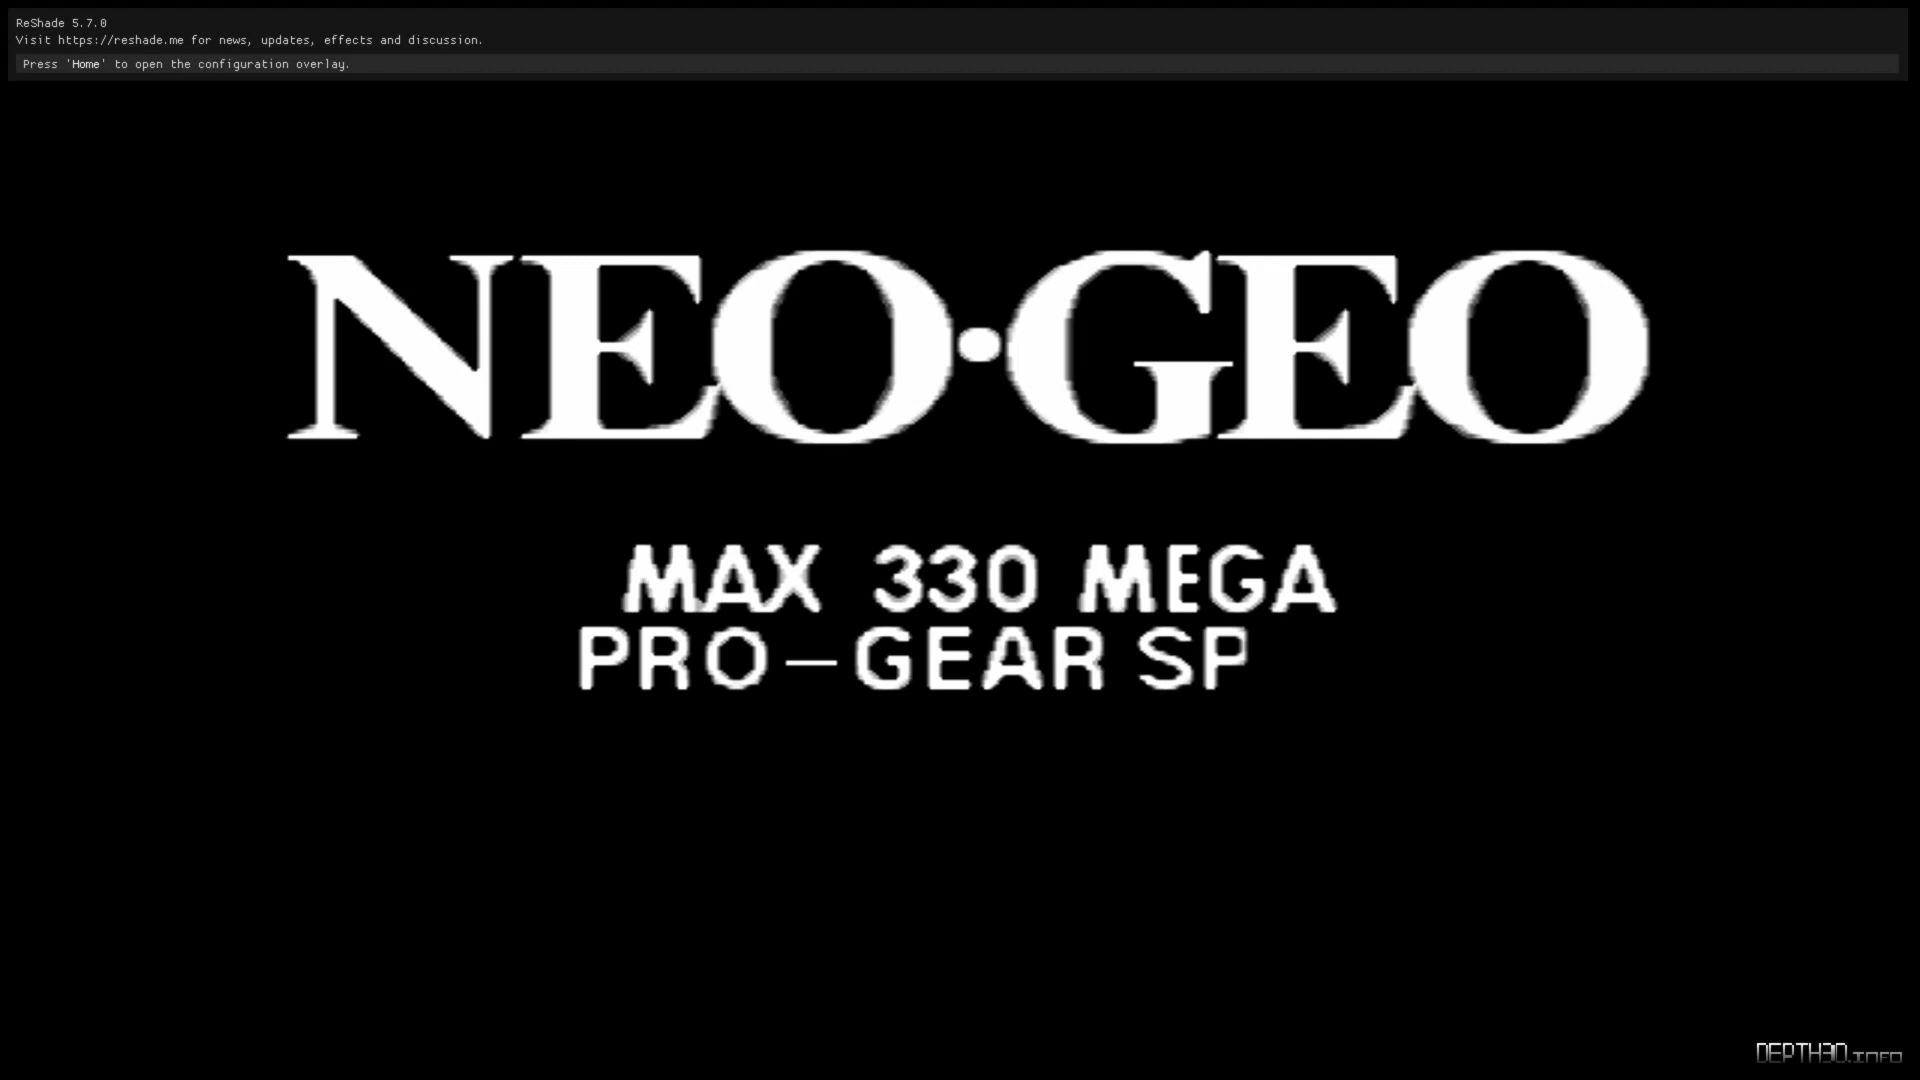 ReShade 5.7.0
Visit https://reshade.me for news, updates, effects and discussion.
Press 'Home' to open the configuration overlay.
NEO·GEO
MAX 330 MEGA
PRO-GEAR SP
DEPTH3D.INFO